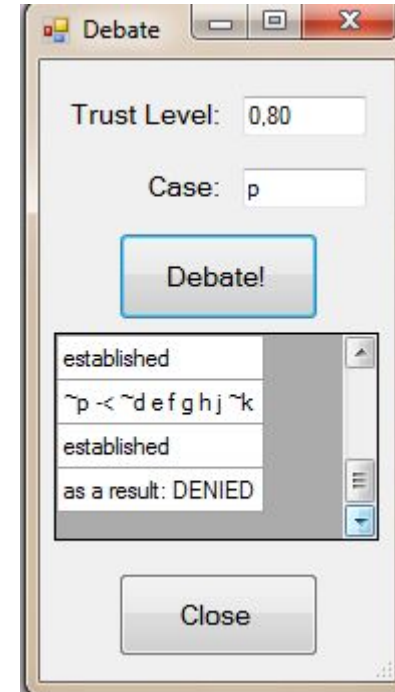 Debate
Trust Level: 0,80
Case: p
Debate!
established
~p -< ~d e f g h j ~k
established
as a result: DENIED
Close